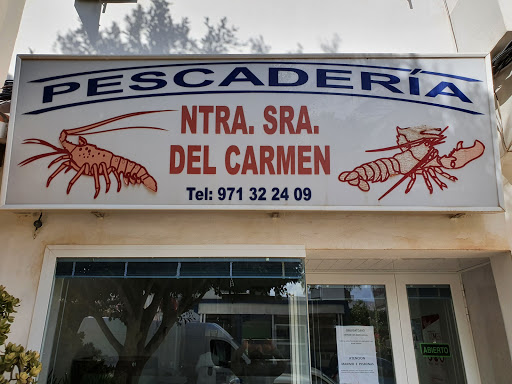 PESCADERÍA
NTRA. SRA.
DEL CARMEN
Tel: 971 32 24 09
ABIERTO